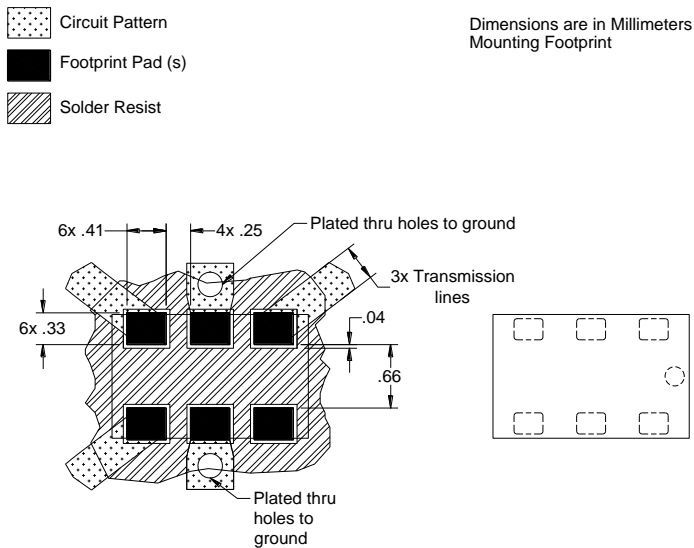 Circuit Pattern
Footprint Pad (s)
Solder Resist
Dimensions are in Millimeters
Mounting Footprint
6x .41
4x .25
Plated thru holes to ground
3x Transmission
lines
6x .33
.04
.66
Plated thru
holes to
ground